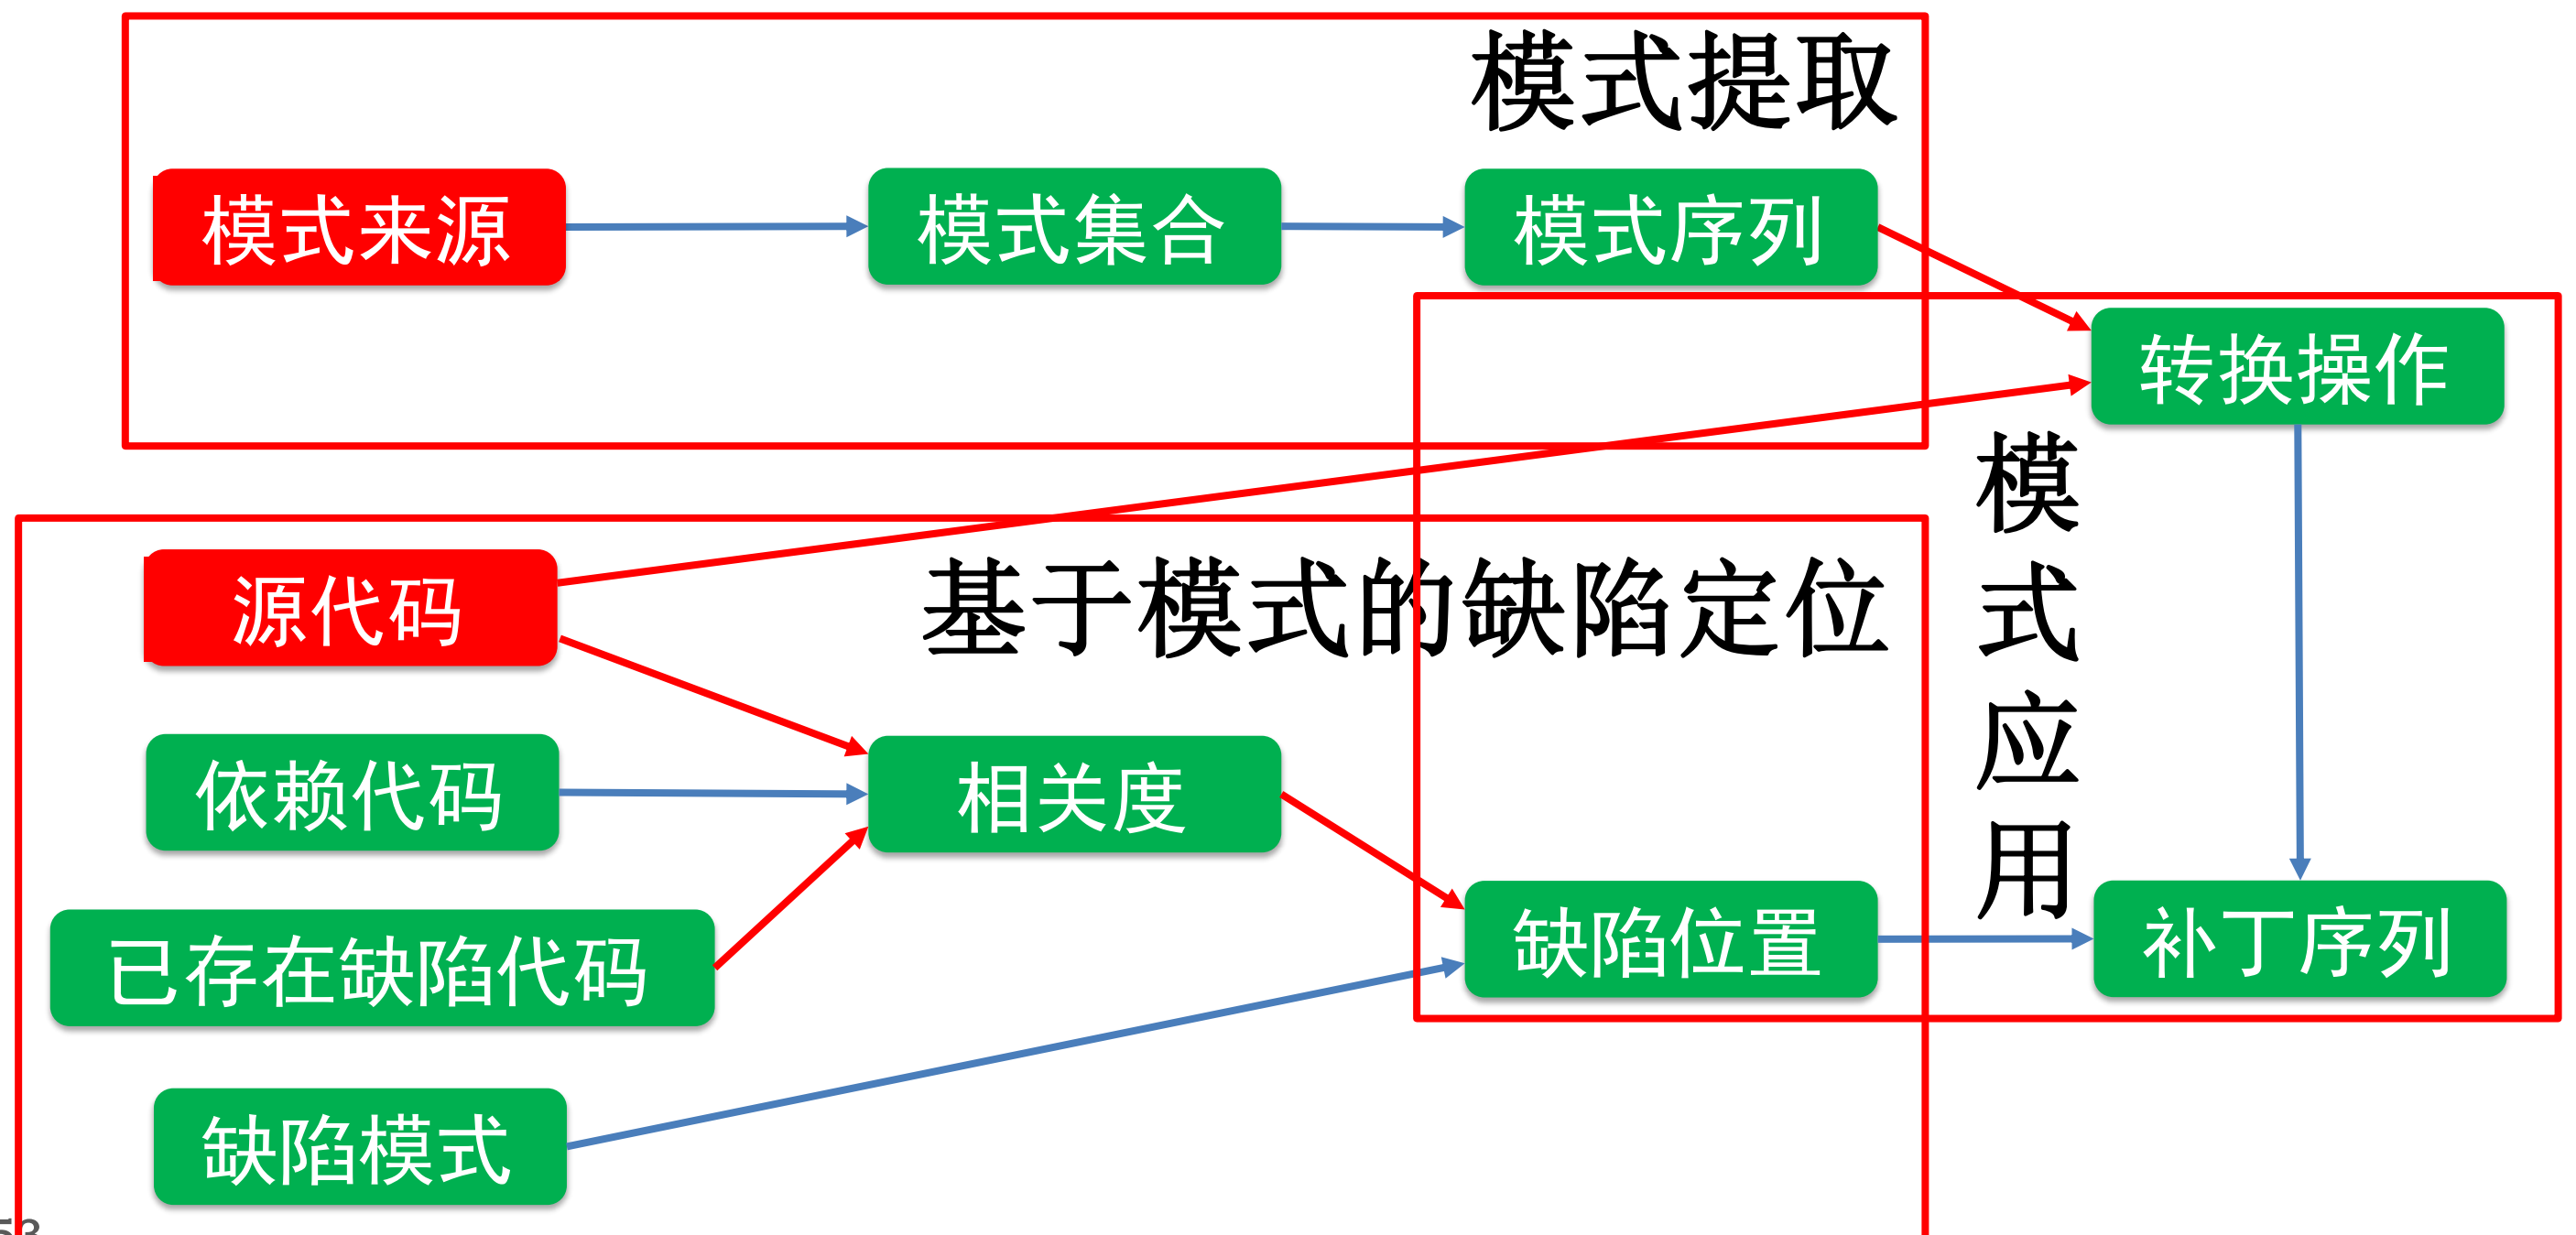 模式提取
模式来源
模式集合
模式序列
转换操作
模式应用
源代码
基于模式的缺陷定位
依赖代码
相关度
已存在缺陷代码
缺陷位置
补丁序列
缺陷模式
53